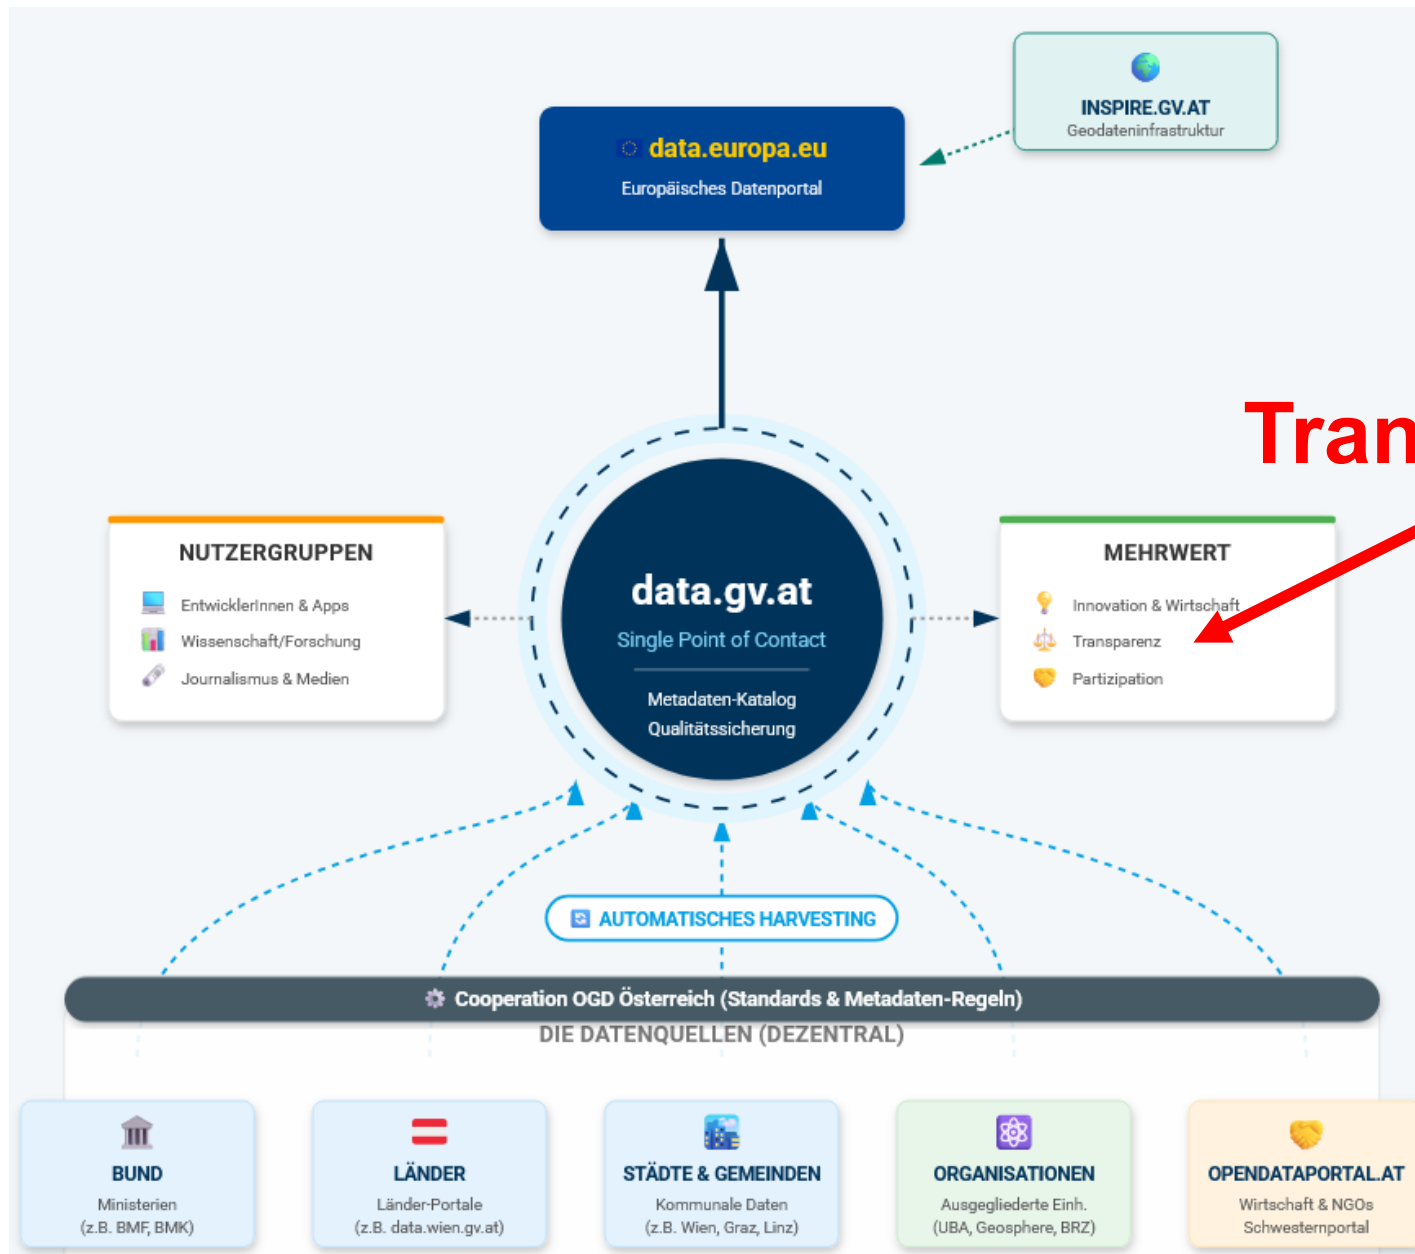 INSPIRE.GV.AT
Geodateninfrastruktur
data.europa.eu
Europäisches Datenportal
Tran
NUTZERGRUPPEN
EntwicklerInnen & Apps
Wissenschaft/Forschung
Journalismus & Medien
data.gv.at
Single Point of Contact
Metadaten-Katalog
Qualitätssicherung
MEHRWERT
Innovation & Wirtschaft
Transparenz
Partizipation
AUTOMATISCHES HARVESTING
Cooperation OGD Österreich (Standards & Metadaten-Regeln)
DIE DATENQUELLEN (DEZENTRAL)
BUND
Ministerien
(z.B. BMF, BMK)
LÄNDER
Länder-Portale
(z.B. data.wien.gv.at)
STÄDTE & GEMEINDEN
Kommunale Daten
(z.B. Wien, Graz, Linz)
ORGANISATIONEN
Ausgegliederte Einh.
(UBA, Geosphere, BRZ)
OPENDATAPORTAL.AT
Wirtschaft & NGOs
Schwesternportal